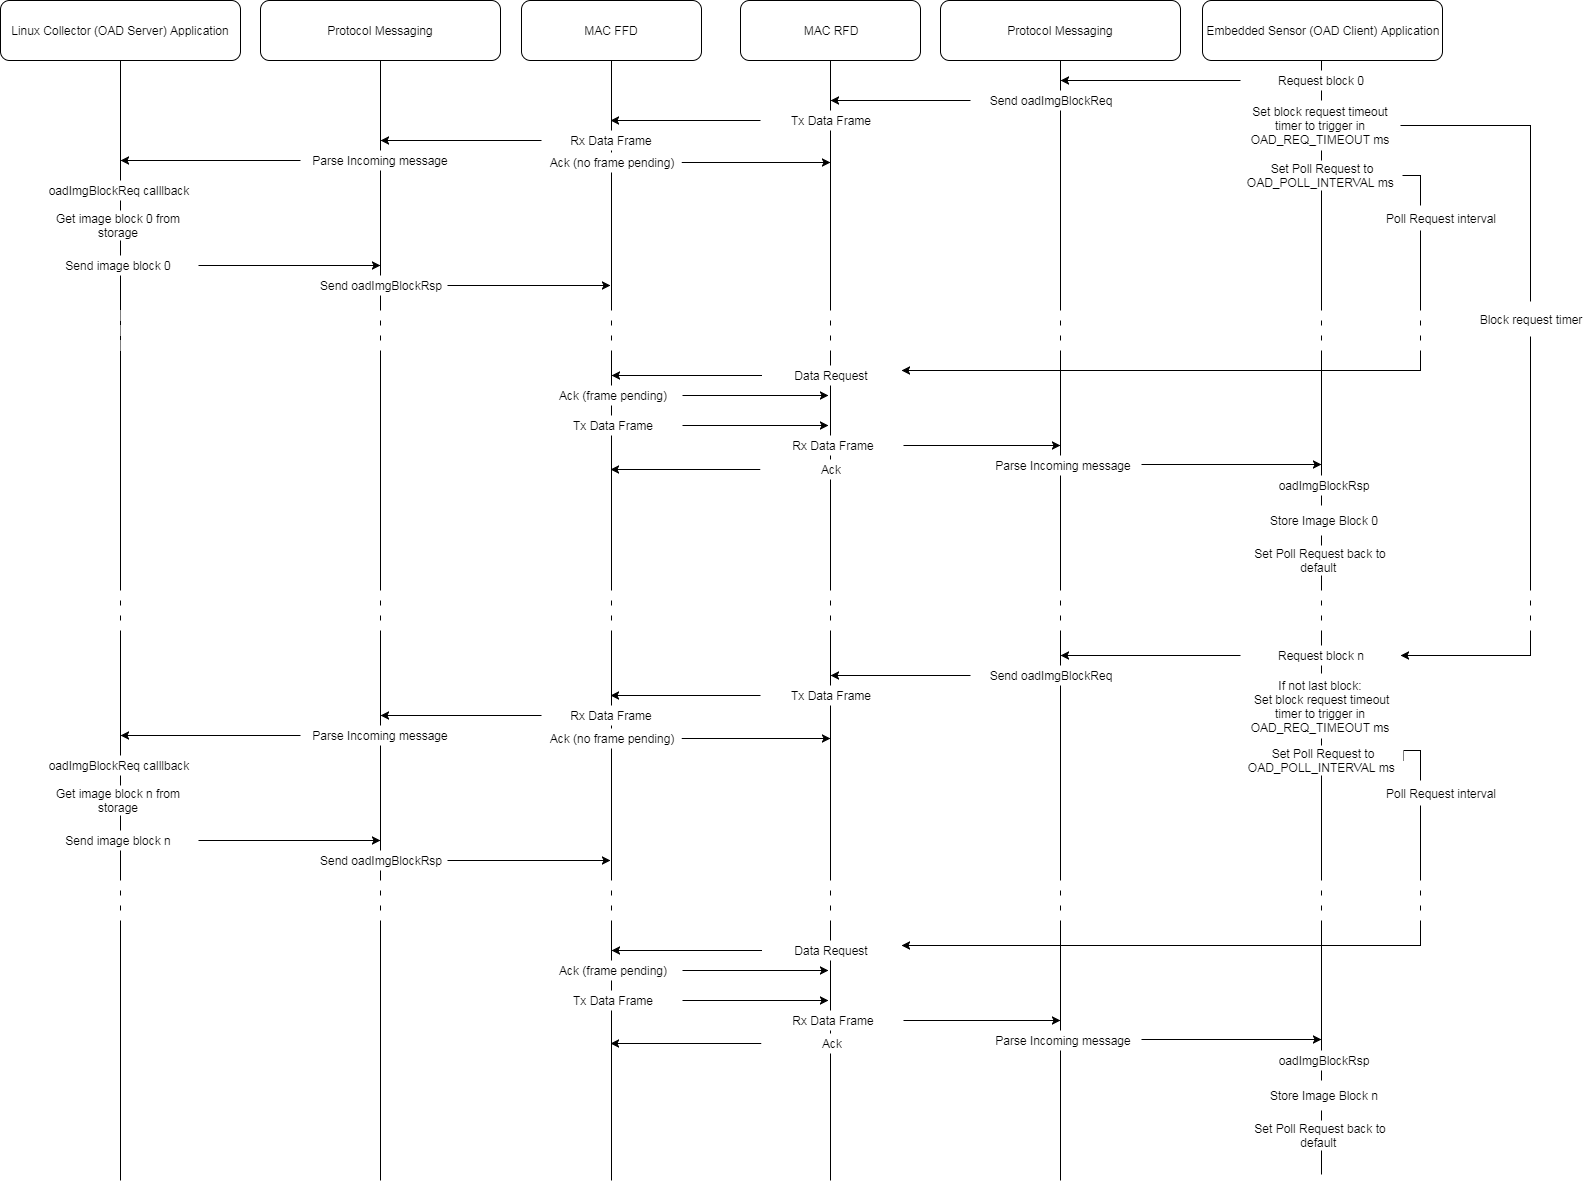 Linux Collector (OAD Server) Application
Protocol Messaging
MAC FFD
MAC RFD
Protocol Messaging
Embedded Sensor (OAD Client) Application
Request block 0
Send oadImgBlockReq
Set block request timeout
timer to trigger in
OAD_REQ_TIMEOUT ms
Tx Data Frame
Rx Data Frame
Parse Incoming message
Ack (no frame pending)
Set Poll Request to
OAD_POLL_INTERVAL ms
oadImgBlockReq callback
Get image block 0 from
storage
Poll Request interval
Send image block 0
Send oadImgBlockRsp
Block request timer
Data Request
Ack (frame pending)
Tx Data Frame
Rx Data Frame
Parse Incoming message
Ack
oadImgBlockRsp
Store Image Block 0
Set Poll Request back to
default
Request block n
Send oadImgBlockReq
If not last block:
Set block request timeout
timer to trigger in
OAD_REQ_TIMEOUT ms
Tx Data Frame
Rx Data Frame
Parse Incoming message
Ack (no frame pending)
Set Poll Request to
OAD_POLL_INTERVAL ms
oadImgBlockReq callback
Get image block n from
storage
Poll Request interval
Send image block n
Send oadImgBlockRsp
Data Request
Ack (frame pending)
Tx Data Frame
Rx Data Frame
Parse Incoming message
Ack
oadImgBlockRsp
Store Image Block n
Set Poll Request back to
default